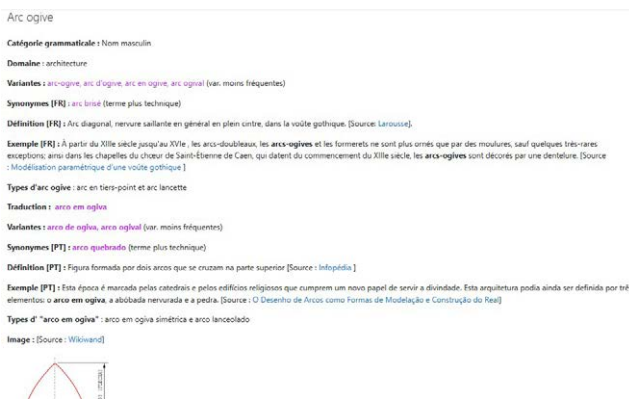 Arc ogive
Catégorie grammaticale : Nom masculin
Domaine : architecture
Variantes : arc-ogive, arc d'ogive, arc en ogive, arc ogival (var. moins fréquentes)
Synonymes [FR] : arc brisé (terme plus technique)
Définition [FR] : Arc diagonal, nervure saillante en général en plein cintre, dans la voûte gothique. [Source: Larousse].
Exemple [FR] : À partir du XIIIe siècle jusqu'au XVIe , les arcs-doubleaux, les arcs-ogives et les formerets ne sont plus ornés que par des moulures, sauf quelques très-rares
exceptions; ainsi dans les chapelles du chœur de Saint-Étienne de Caen, qui datent du commencement du XIIIe siècle, les arcs-ogives sont décorés par une dentelure. [Source
: Modélisation paramétrique d'une voûte gothique ]
Types d'arc ogive : arc en tiers-point et arc lancette
Traduction : arco em ogiva
Variantes : arco de ogiva, arco ogival (var. moins fréquentes)
Synonymes [PT] : arco quebrado (terme plus technique)
Définition [PT] : Figura formada por dois arcos que se cruzam na parte superior [Source : Infopédia ]
Exemple [PT] : Esta época é marcada pelas catedrais e pelos edifícios religiosos que cumprem um novo papel de servir a divindade. Esta arquitetura podia ainda ser definida por trê
elementos: o arco em ogiva, a abóbada nervurada e a pedra. [Source : O Desenho de Arcos como Formas de Modelação e Construção do Real]
Types d' "arco em ogiva" : arco em ogiva simétrica e arco lanceolado
Image : [Source : Wikiwand]